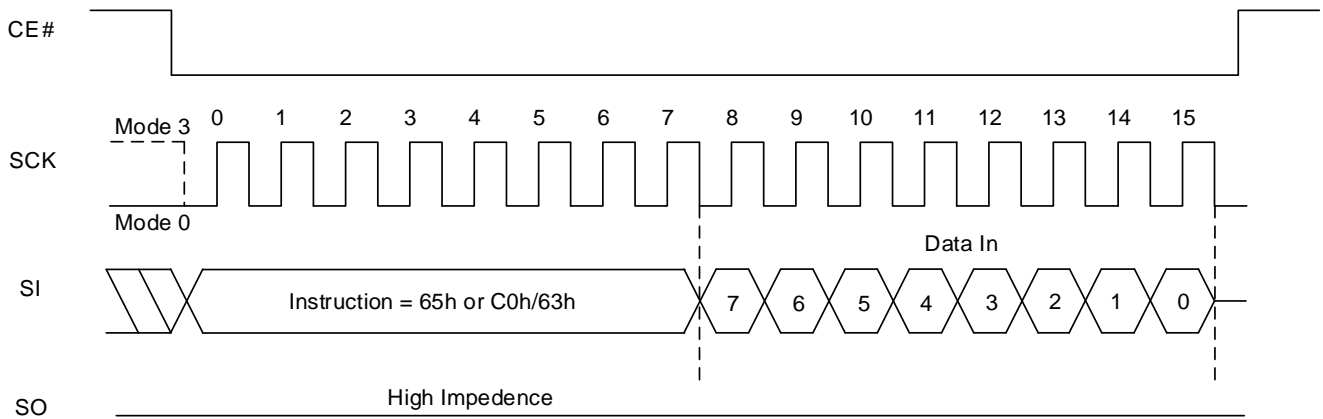 CE#
Mode 3 0 1 2 3 4 5 6 7 8 9 10 11 12 13 14 15
SCK
Mode 0
Data In
SI Instruction = 65h or C0h/63h 7 6 5 4 3 2 1 0
High Impedence
SO